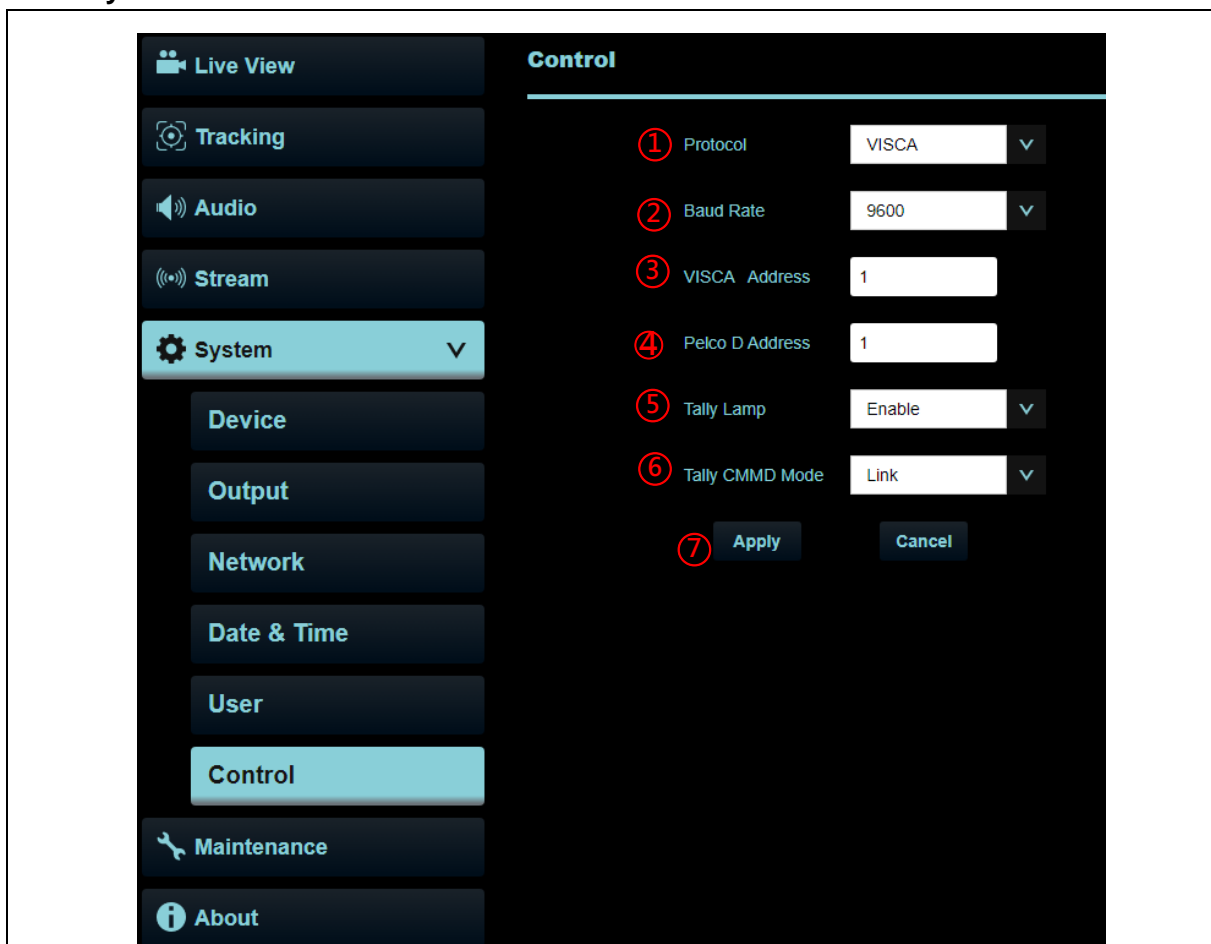 Live View
Tracking
Audio
Stream
System
Device
Output
Network
Date & Time
User
Control
Maintenance
About
Control
① Protocol VISCA
② Baud Rate 9600
③ VISCA Address 1
④ Pelco D Address 1
⑤ Tally Lamp Enable
⑥ Tally CMMD Mode Link
⑦ Apply Cancel